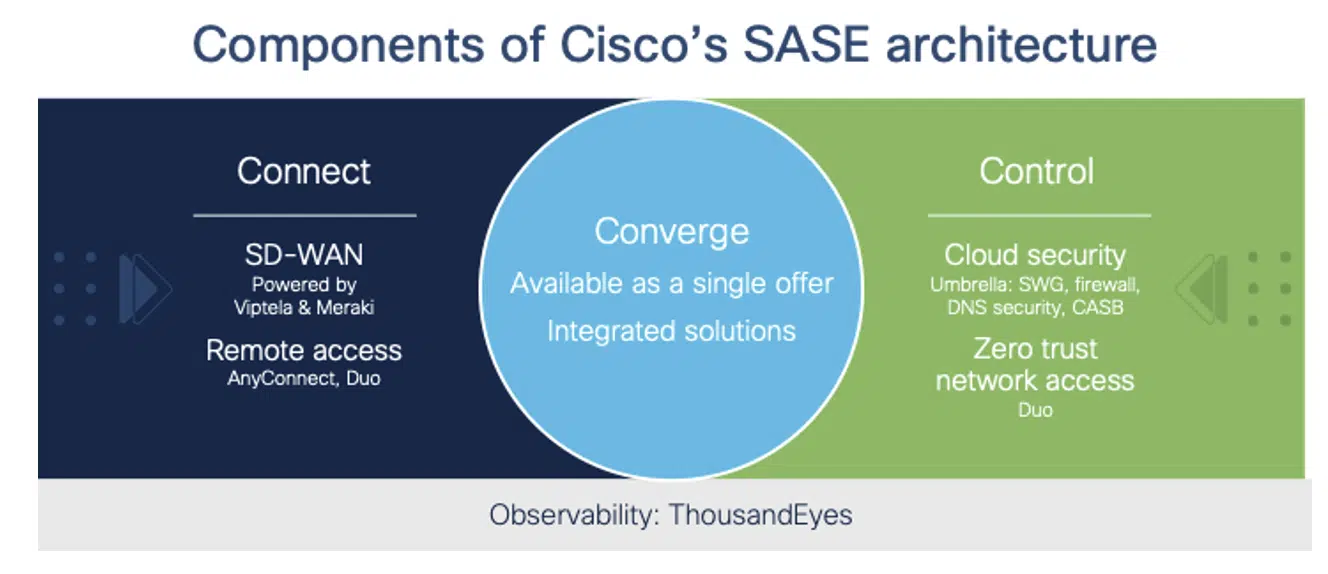 Components of Cisco’s SASE architecture
Connect
SD-WAN
Powered by
Viptela & Meraki
Remote access
AnyConnect, Duo
Converge
Available as a single offer
Integrated solutions
Control
Cloud security
Umbrella: SWG, firewall,
DNS security, CASB
Zero trust
network access
Duo
Observability: ThousandEyes